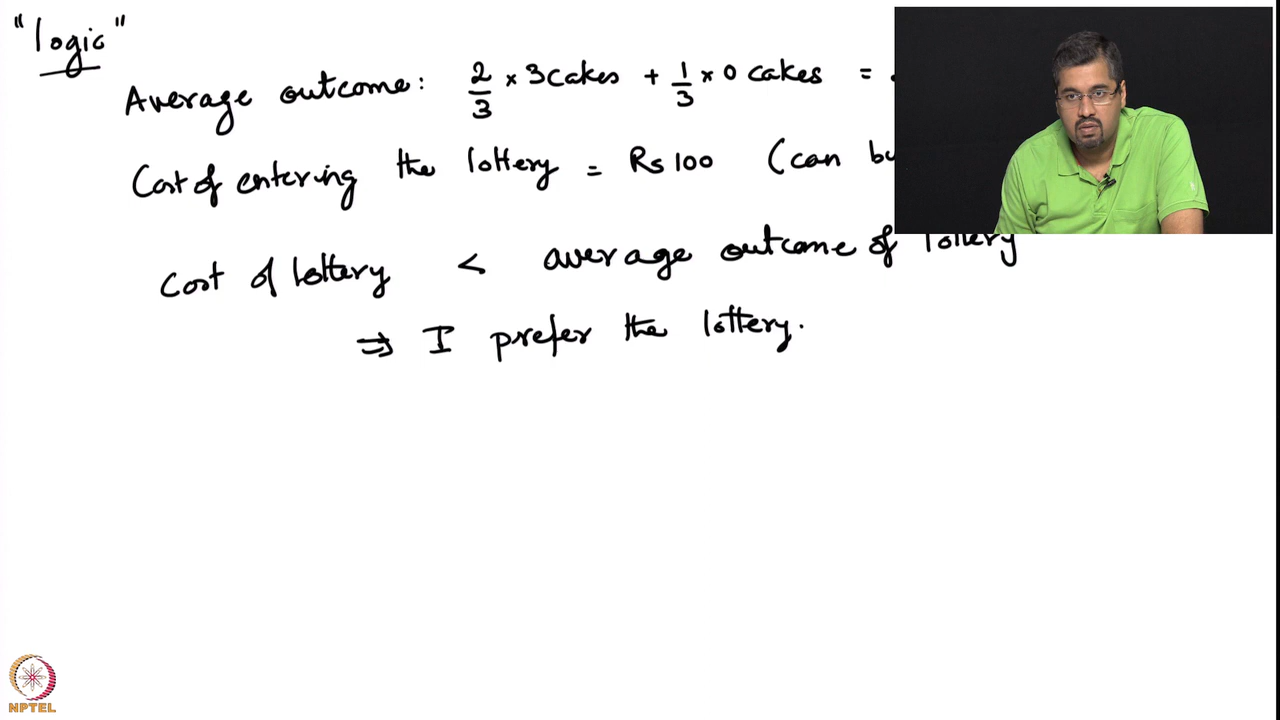 "logic"
Average outcome: 2/3 × 3 cakes + 1/3 × 0 cakes =
Cost of entering the lottery = Rs 100 (can
Cost of lottery < average outcome of lottery
⇒ I prefer the lottery.
NPTEL